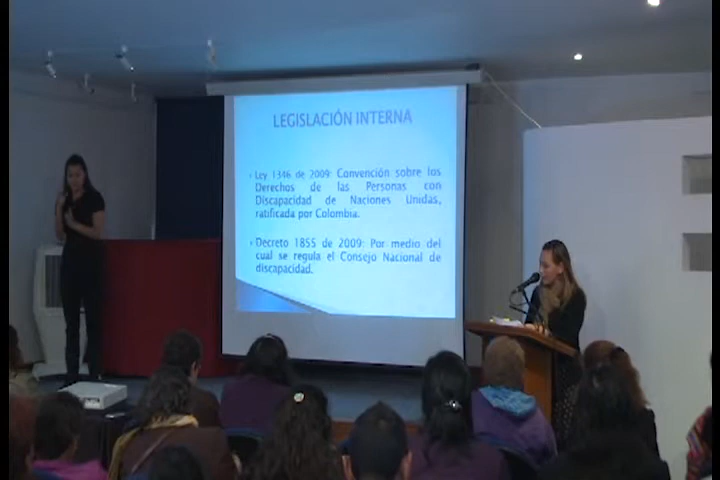 LEGISLACIÓN INTERNA
Ley 1346 de 2009: Convención sobre los
Derechos de las Personas con
Discapacidad de Naciones Unidas,
ratificada por Colombia.
Decreto 1855 de 2009: Por medio del
cual se regula el Consejo Nacional de
discapacidad.